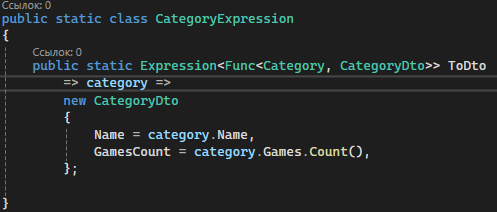 Ссылок: 0
public static class CategoryExpression
{
Ссылок: 0
public static Expression<Func<Category, CategoryDto>> ToDto
=> category =>
new CategoryDto
{
Name = category.Name,
GamesCount = category.Games.Count(),
};
}